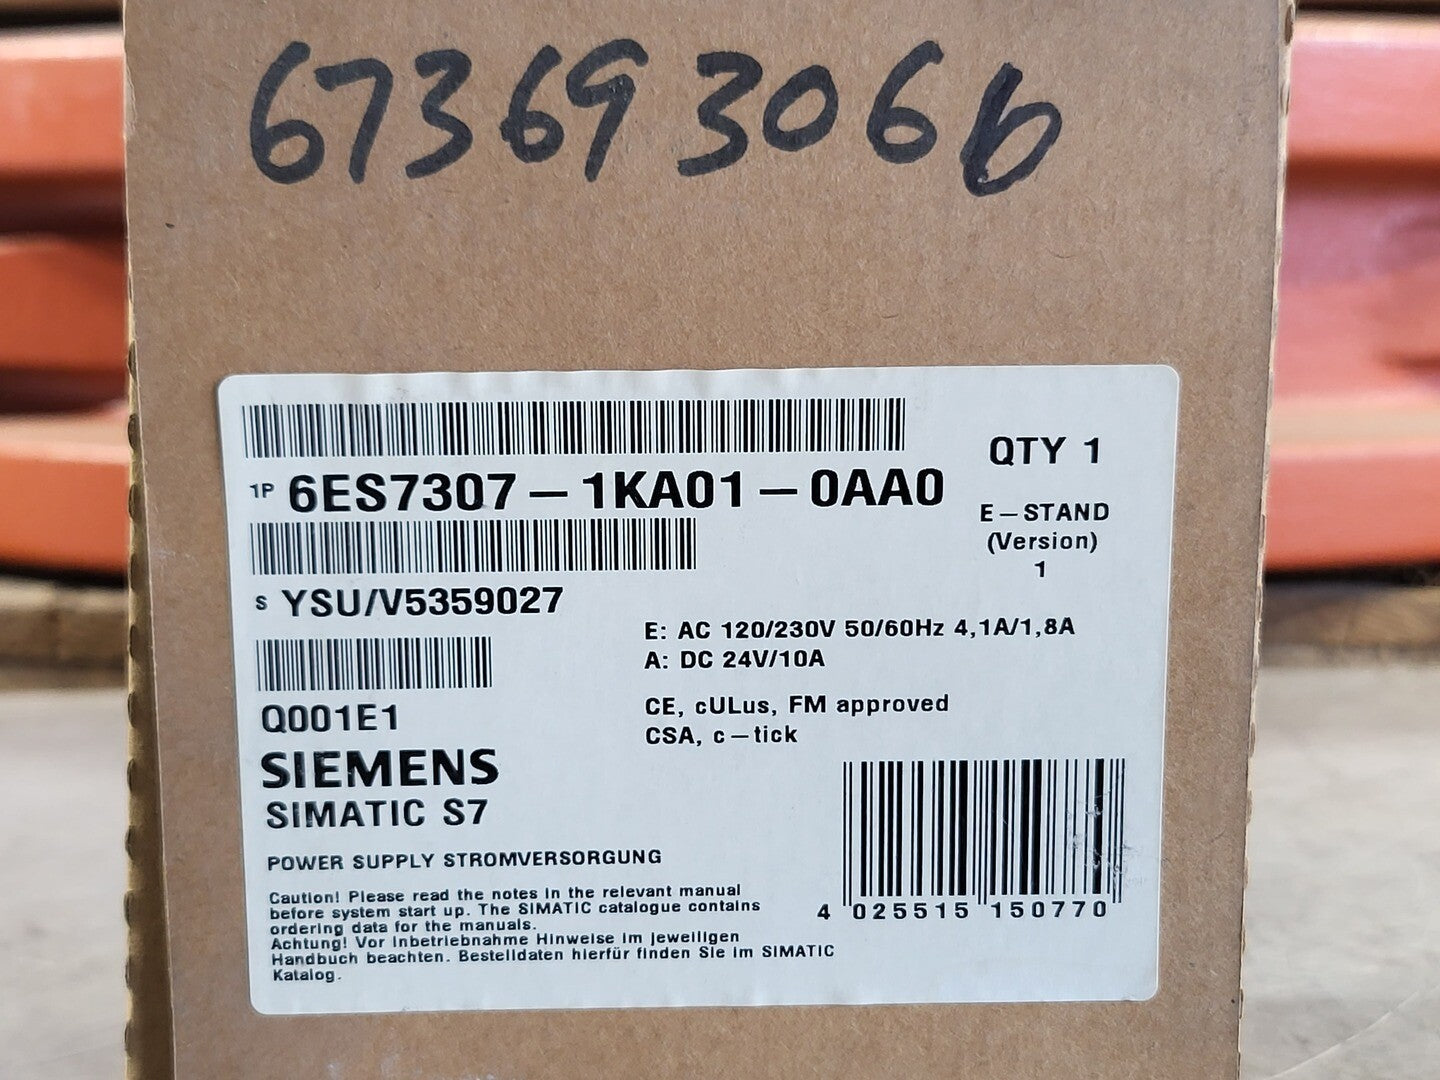 673693066
1P 6ES7307-1KA01-0AA0
QTY 1
E-STAND
(Version)
1
S YSU/V5359027
E: AC 120/230V 50/60Hz 4,1A/1,8A
A: DC 24V/10A
Q001E1
CE, cULus, FM approved
CSA, c-tick
SIEMENS
SIMATIC S7
POWER SUPPLY STROMVERSORGUNG
Caution! Please read the notes in the relevant manual
before system start up. The SIMATIC catalogue contains
ordering data for the manuals.
Achtung! Vor Inbetriebnahme Hinweise im jeweiligen
Handbuch beachten. Bestelldaten hierfür finden Sie im SIMATIC
Katalog.
4 025515 150770